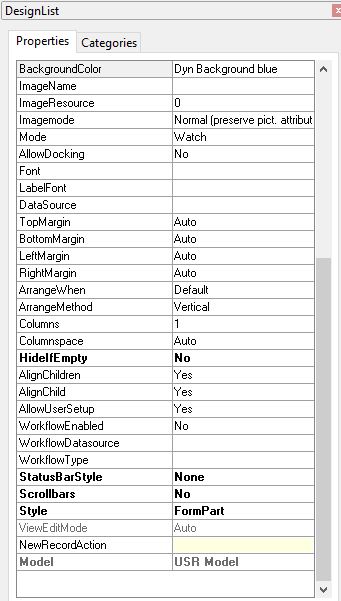 DesignList
Properties Categories
BackgroundColor Dyn Background blue
ImageName
ImageResource 0
Imagemode Normal (preserve pict. attribut
Mode Watch
AllowDocking No
Font
LabelFont
DataSource
TopMargin Auto
BottomMargin Auto
LeftMargin Auto
RightMargin Auto
ArrangeWhen Default
ArrangeMethod Vertical
Columns 1
Columnspace Auto
HideIfEmpty No
AlignChildren Yes
AlignChild Yes
AllowUserSetup Yes
WorkflowEnabled No
WorkflowDatasource
WorkflowType
StatusBarStyle None
Scrollbars No
Style FormPart
ViewEditMode Auto
NewRecordAction
Model USR Model